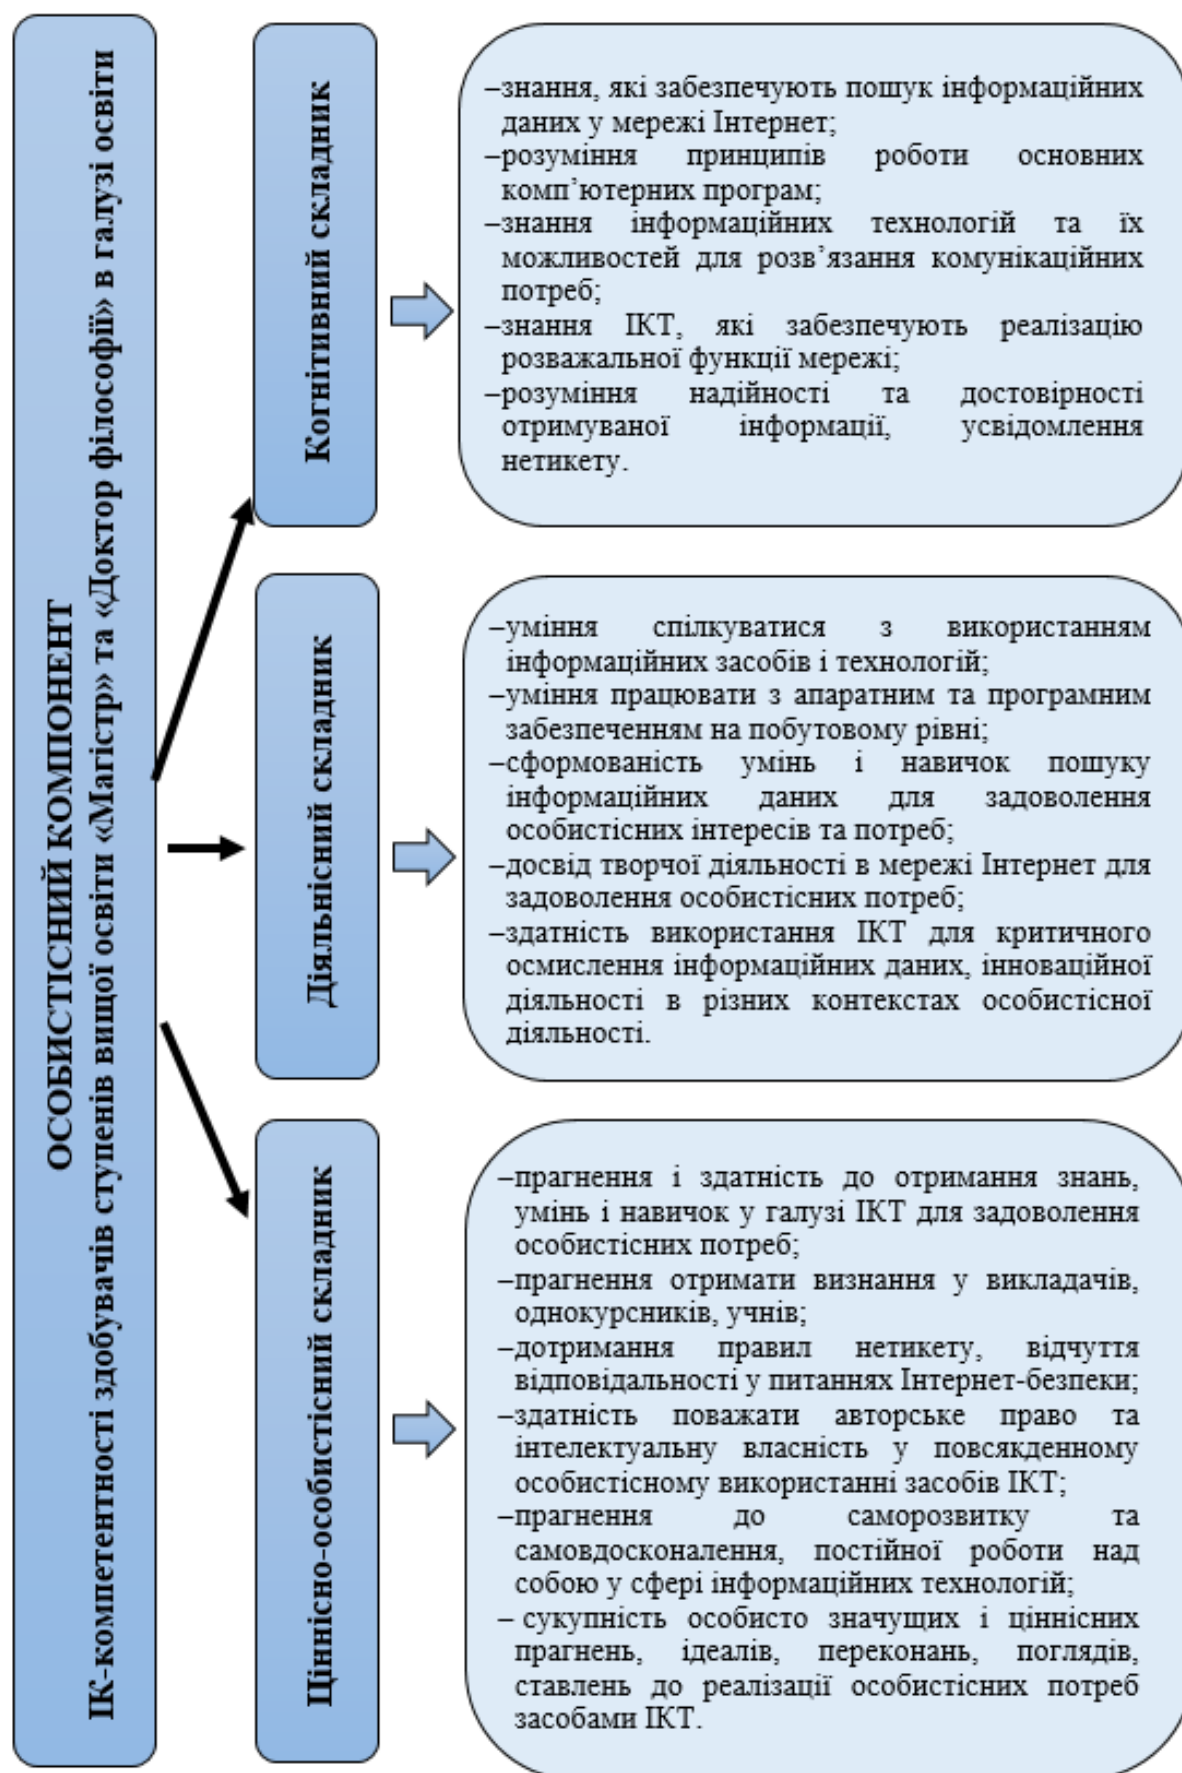 ОСОБИСТІСНИЙ КОМПОНЕНТ
ІК-компетентності здобувачів ступенів вищої освіти «Магістр» та «Доктор філософії» в галузі освіти
Когнітивний складник
–знання, які забезпечують пошук інформаційних
даних у мережі Інтернет;
–розуміння принципів роботи основних
комп’ютерних програм;
–знання інформаційних технологій та їх
можливостей для розв’язання комунікаційних
потреб;
–знання ІКТ, які забезпечують реалізацію
розважальної функції мережі;
–розуміння надійності та достовірності
отримуваної інформації, усвідомлення
нетикету.
Діяльнісний складник
–уміння спілкуватися з використанням
інформаційних засобів і технологій;
–уміння працювати з апаратним та програмним
забезпеченням на побутовому рівні;
–сформованість умінь і навичок пошуку
інформаційних даних для задоволення
особистісних інтересів та потреб;
–досвід творчої діяльності в мережі Інтернет для
задоволення особистісних потреб;
–здатність використання ІКТ для критичного
осмислення інформаційних даних, інноваційної
діяльності в різних контекстах особистісної
діяльності.
Ціннісно-особистісний складник
–прагнення і здатність до отримання знань,
умінь і навичок у галузі ІКТ для задоволення
особистісних потреб;
–прагнення отримати визнання у викладачів,
однокурсників, учнів;
–дотримання правил нетикету, відчуття
відповідальності у питаннях Інтернет-безпеки;
–здатність поважати авторське право та
інтелектуальну власність у повсякденному
особистісному використанні засобів ІКТ;
–прагнення до саморозвитку та
самовдосконалення, постійної роботи над
собою у сфері інформаційних технологій;
– сукупність особисто значущих і ціннісних
прагнень, ідеалів, переконань, поглядів,
ставлень до реалізації особистісних потреб
засобами ІКТ.